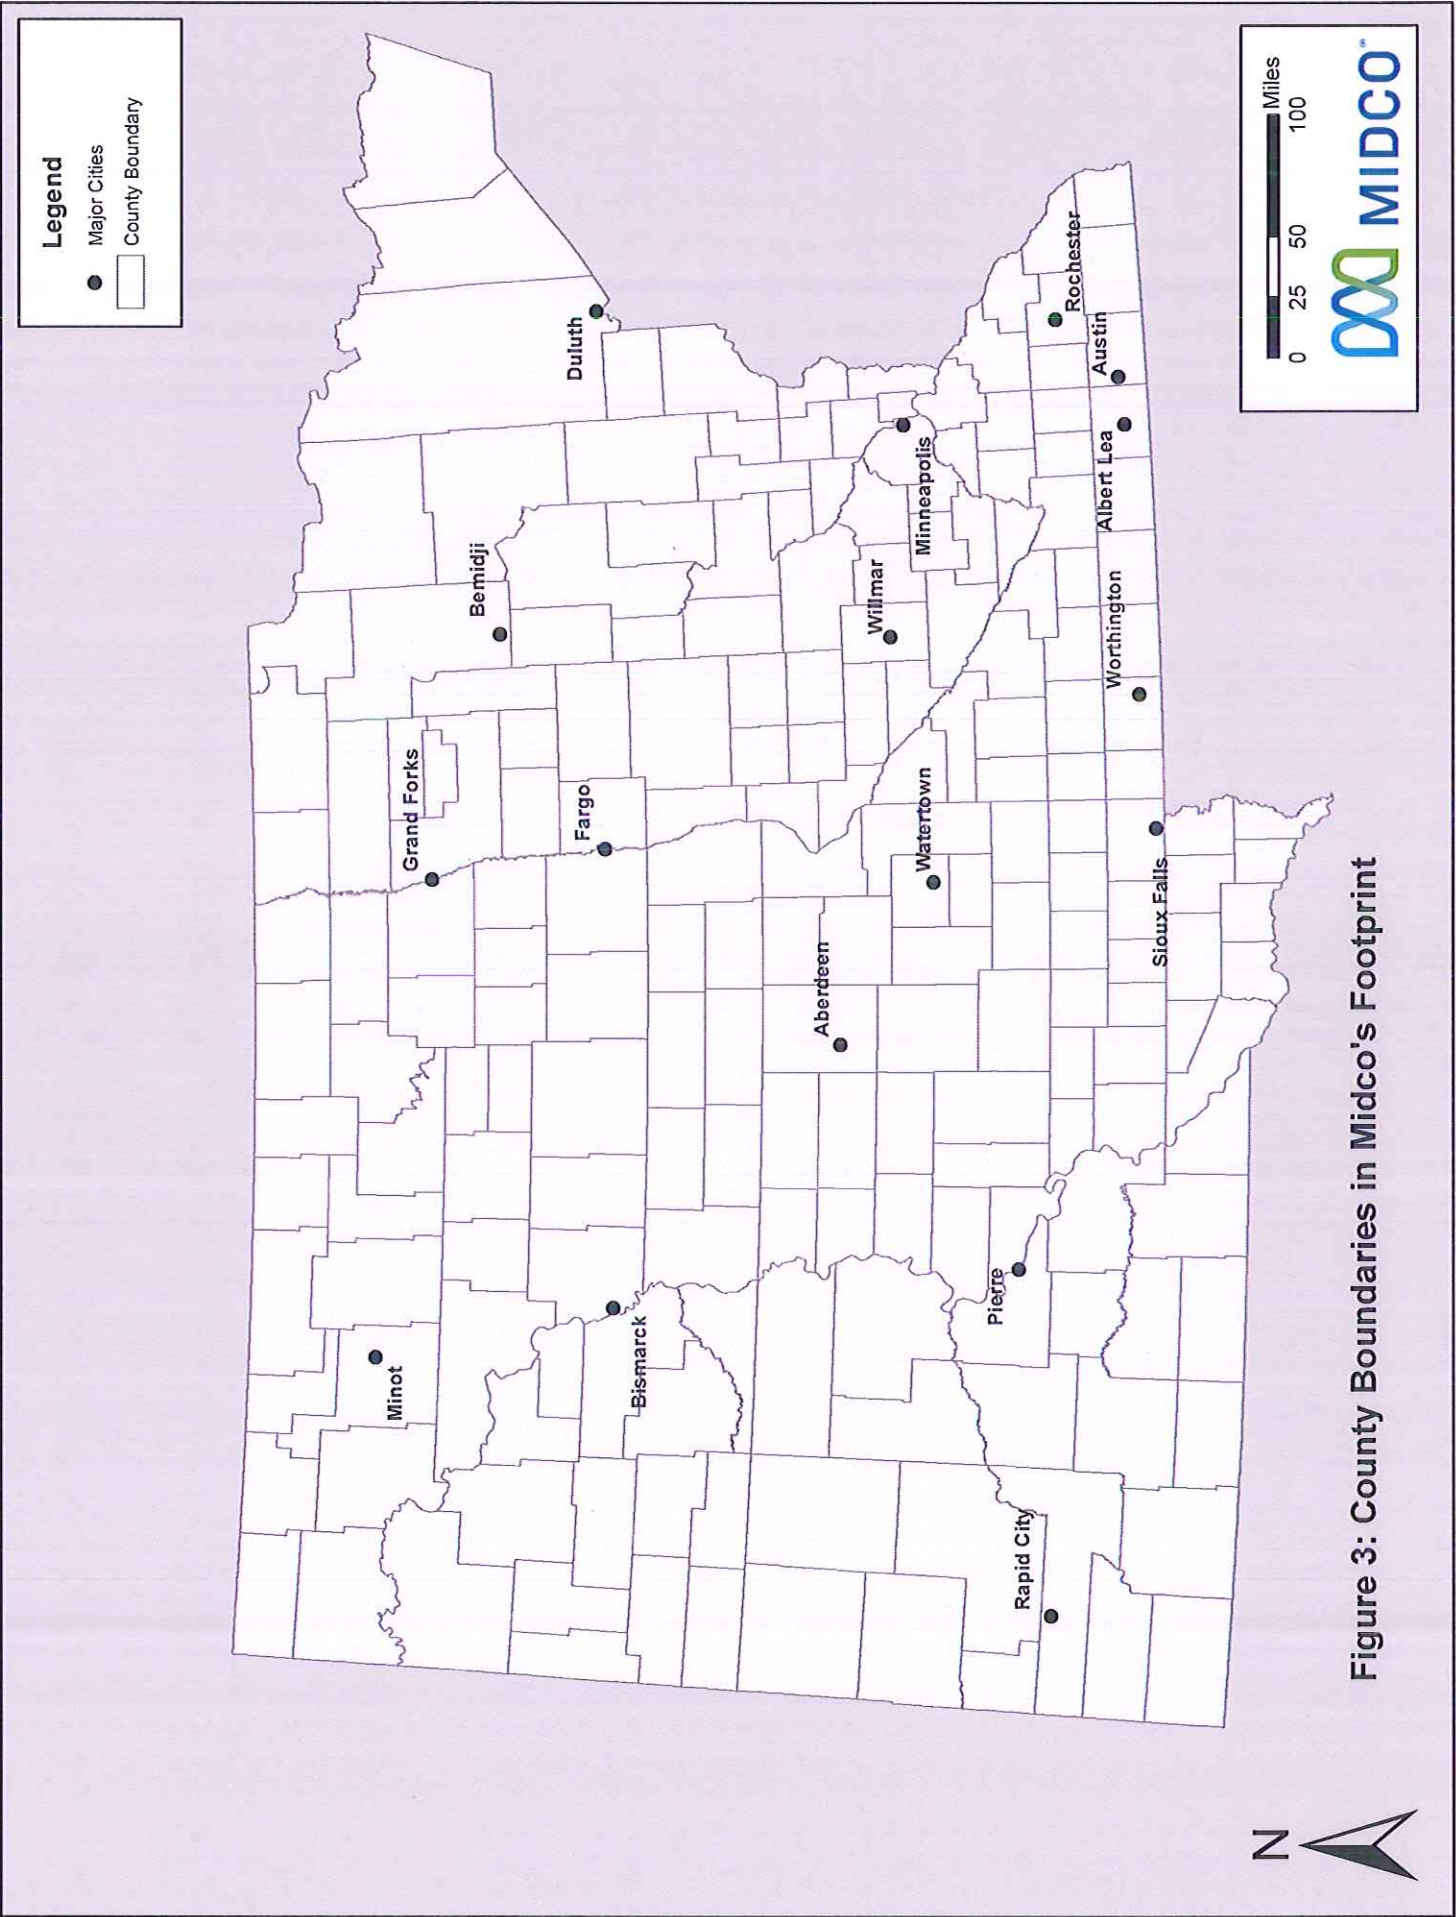 Legend
Major Cities
County Boundary
Duluth
Bemidji
Grand Forks
Fargo
Minot
Bismarck
Minneapolis
Willmar
Rochester
Austin
Albert Lea
Worthington
Watertown
Aberdeen
Sioux Falls
Pierre
Rapid City
0 25 50 100
Miles
MIDCO®
N
Figure 3: County Boundaries in Midco's Footprint